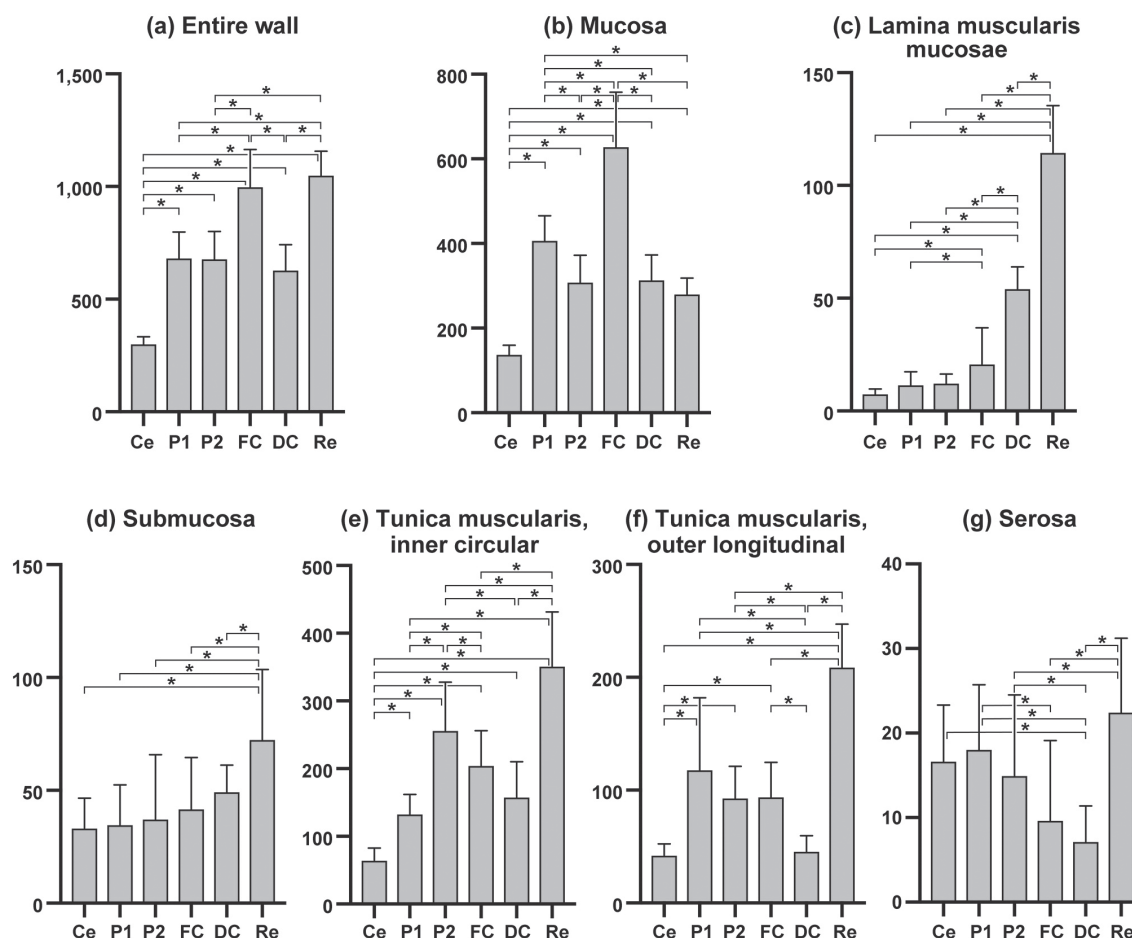 (a) Entire wall
1,500
1,000
500
0
* * * * * * * * * * *
Ce P1 P2 FC DC Re
(b) Mucosa
800
600
400
200
0
* * * * * * * * * * * * *
Ce P1 P2 FC DC Re
(c) Lamina muscularis
mucosae
150
100
50
0
* * * * * * * * * * *
Ce P1 P2 FC DC Re
(d) Submucosa
150
100
50
0
* * * * *
Ce P1 P2 FC DC Re
(e) Tunica muscularis,
inner circular
500
400
300
200
100
0
* * * * * * * * * * * * *
Ce P1 P2 FC DC Re
(f) Tunica muscularis,
outer longitudinal
300
200
100
0
* * * * * * * * * * *
Ce P1 P2 FC DC Re
(g) Serosa
40
30
20
10
0
* * * * * * *
Ce P1 P2 FC DC Re